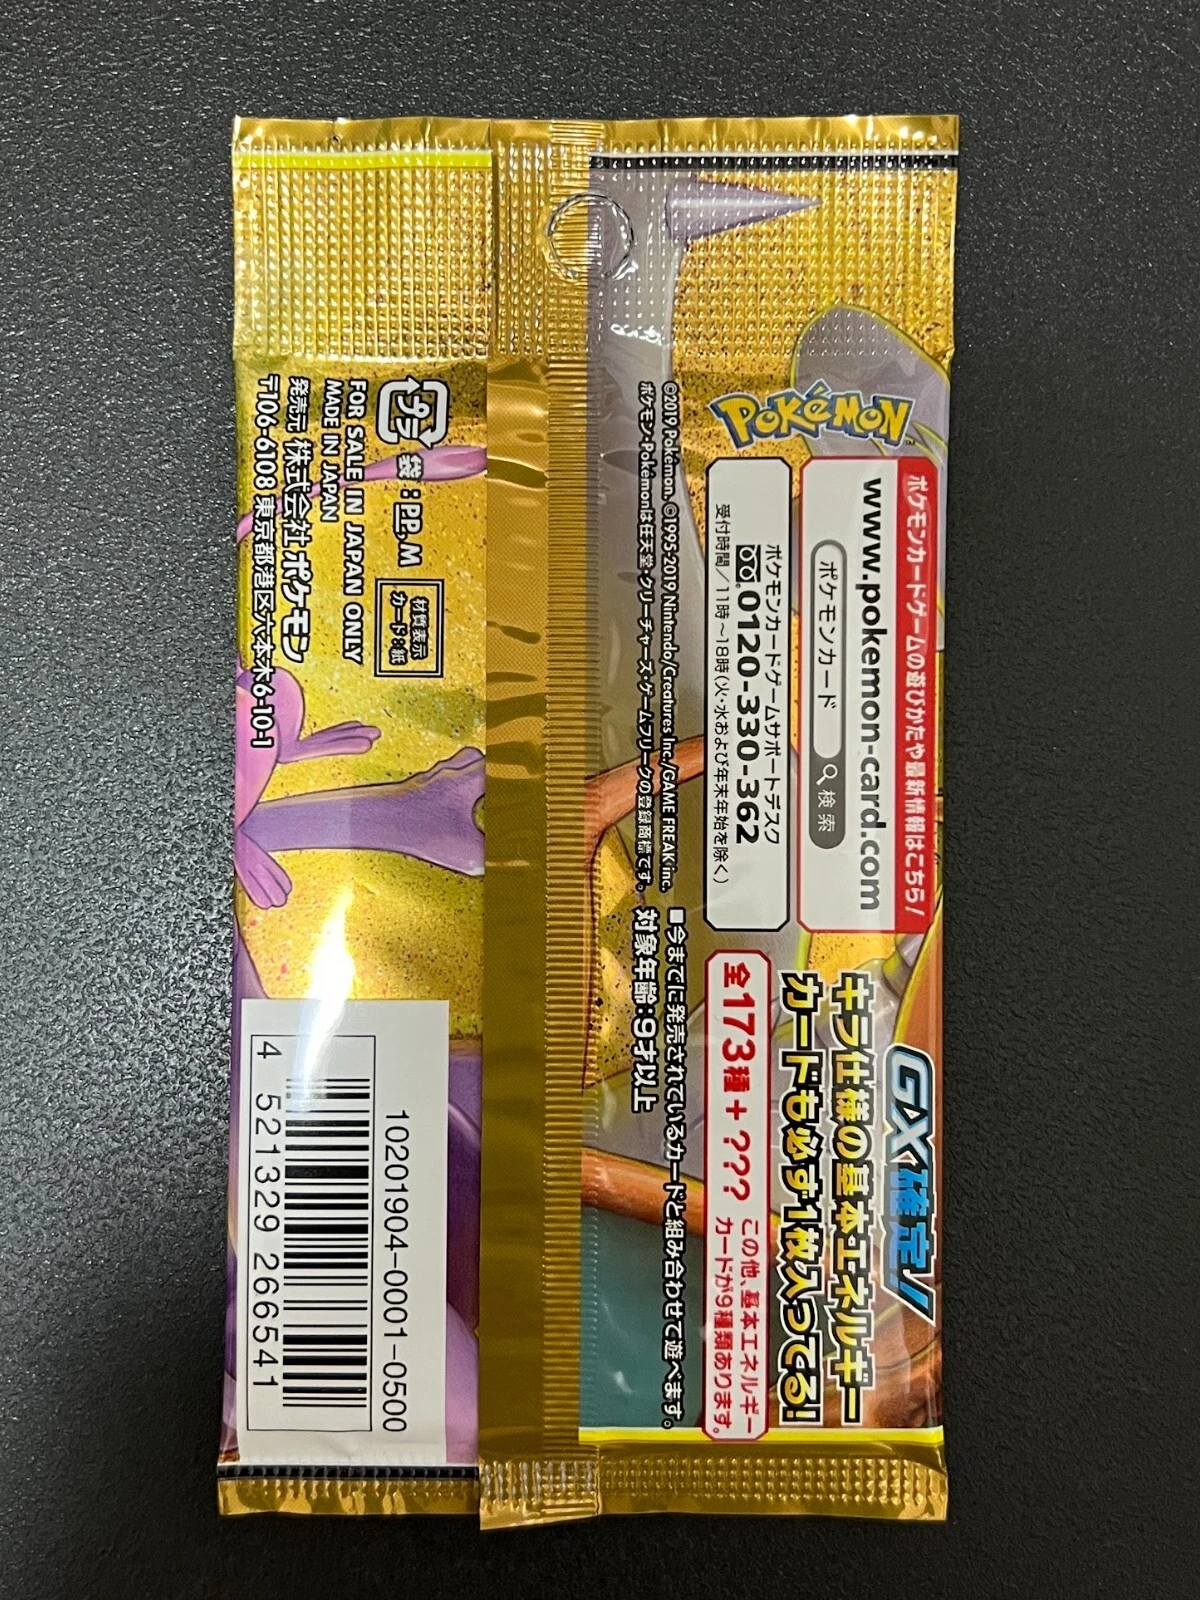 POKéMON™
ポケモンカードゲームの遊びかたや最新情報はこちら!
www.pokemon-card.com
ポケモンカード 検索
ポケモンカードゲームサポートデスク
0120-330-362
受付時間/11時～18時(火・水および年末年始を除く)
©2019 Pokémon. ©1995-2019 Nintendo/Creatures Inc./GAME FREAK inc.
ポケモン・Pokémonは任天堂・クリーチャーズ・ゲームフリークの登録商標です。
GX確定!
キラ仕様の基本エネルギー
カードも必ず1枚入ってる!
全173種+???
この他、基本エネルギー
カードが9種類あります。
■今までに発売されているカードと組み合わせて遊べます。
対象年齢:9才以上
プラ
袋:PP,M
材質表示
カード:紙
FOR SALE IN JAPAN ONLY
MADE IN JAPAN
発売元 株式会社ポケモン
〒106-6108 東京都港区六本木6-10-1
10201904-0001-0500
4 521329 266541